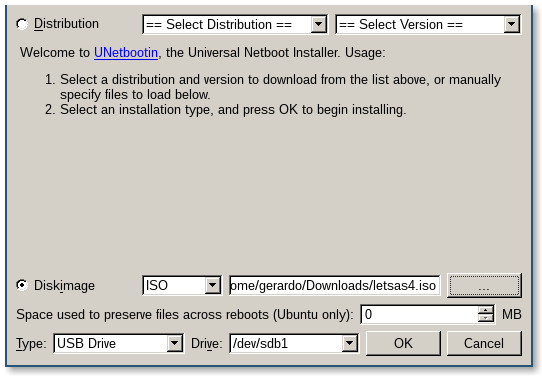 Distribution == Select Distribution == == Select Version ==
Welcome to UNetbootin, the Universal Netboot Installer. Usage:
1. Select a distribution and version to download from the list above, or manually
specify files to load below.
2. Select an installation type, and press OK to begin installing.
Diskimage ISO ome/gerardo/Downloads/letsas4.iso ...
Space used to preserve files across reboots (Ubuntu only): 0 MB
Type: USB Drive Drive: /dev/sdb1 OK Cancel